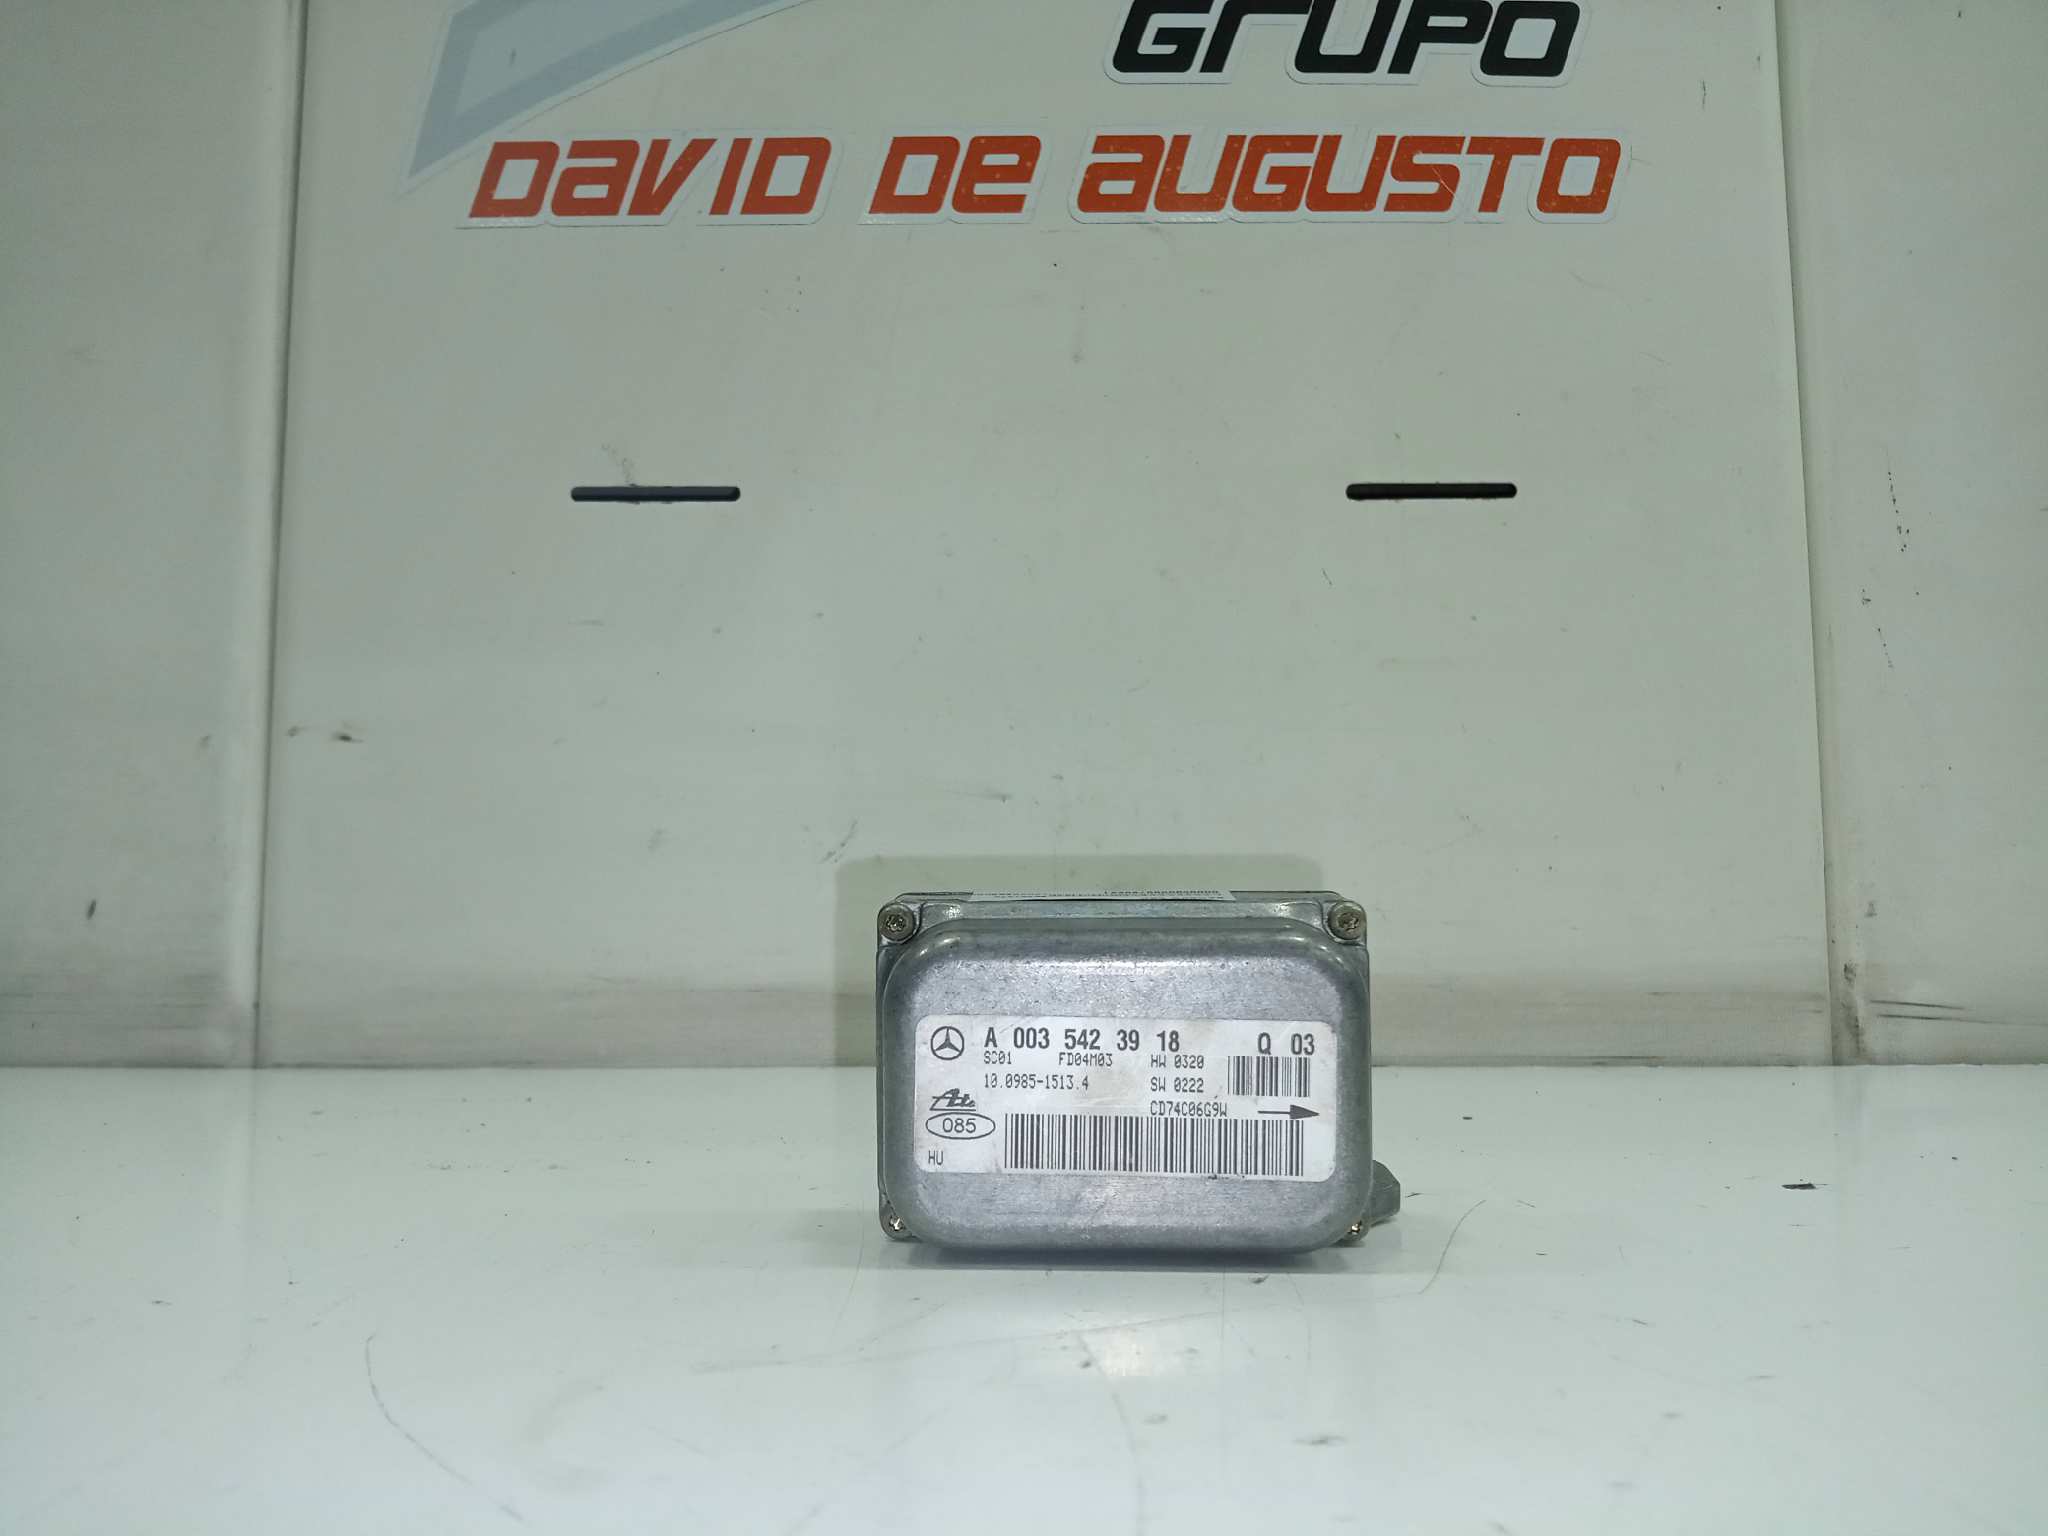 GRUPO
DAVID DE AUGUSTO
A 003 542 39 18 Q 03
SC01 FD04M03 HW 0320
10.0985-1513.4 SW 0222
CD74C06G9W
Ate
085
HU